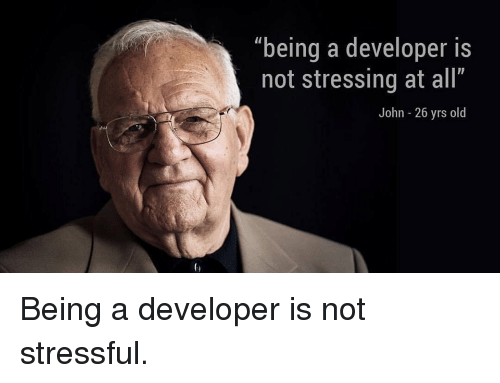 “being a developer is
not stressing at all”
John - 26 yrs old
Being a developer is not
stressful.